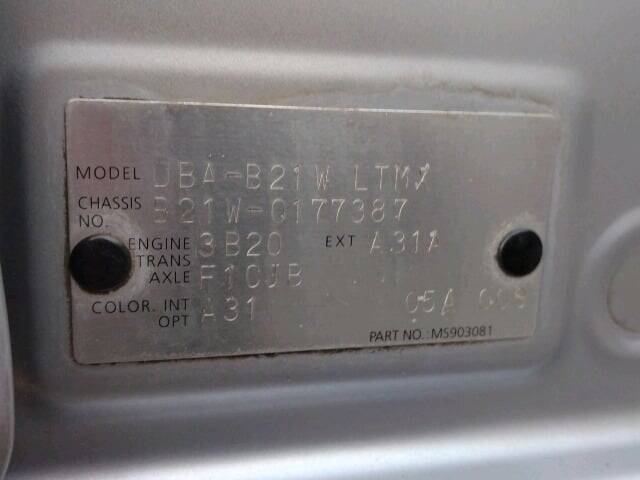 MODEL DBA-B21W
CHASSIS NO. B21W-0177387
ENGINE 3B20 EXT A31A
TRANS AXLE F1CJB
COLOR. INT OPT A31 05A
PART NO.: MS903081